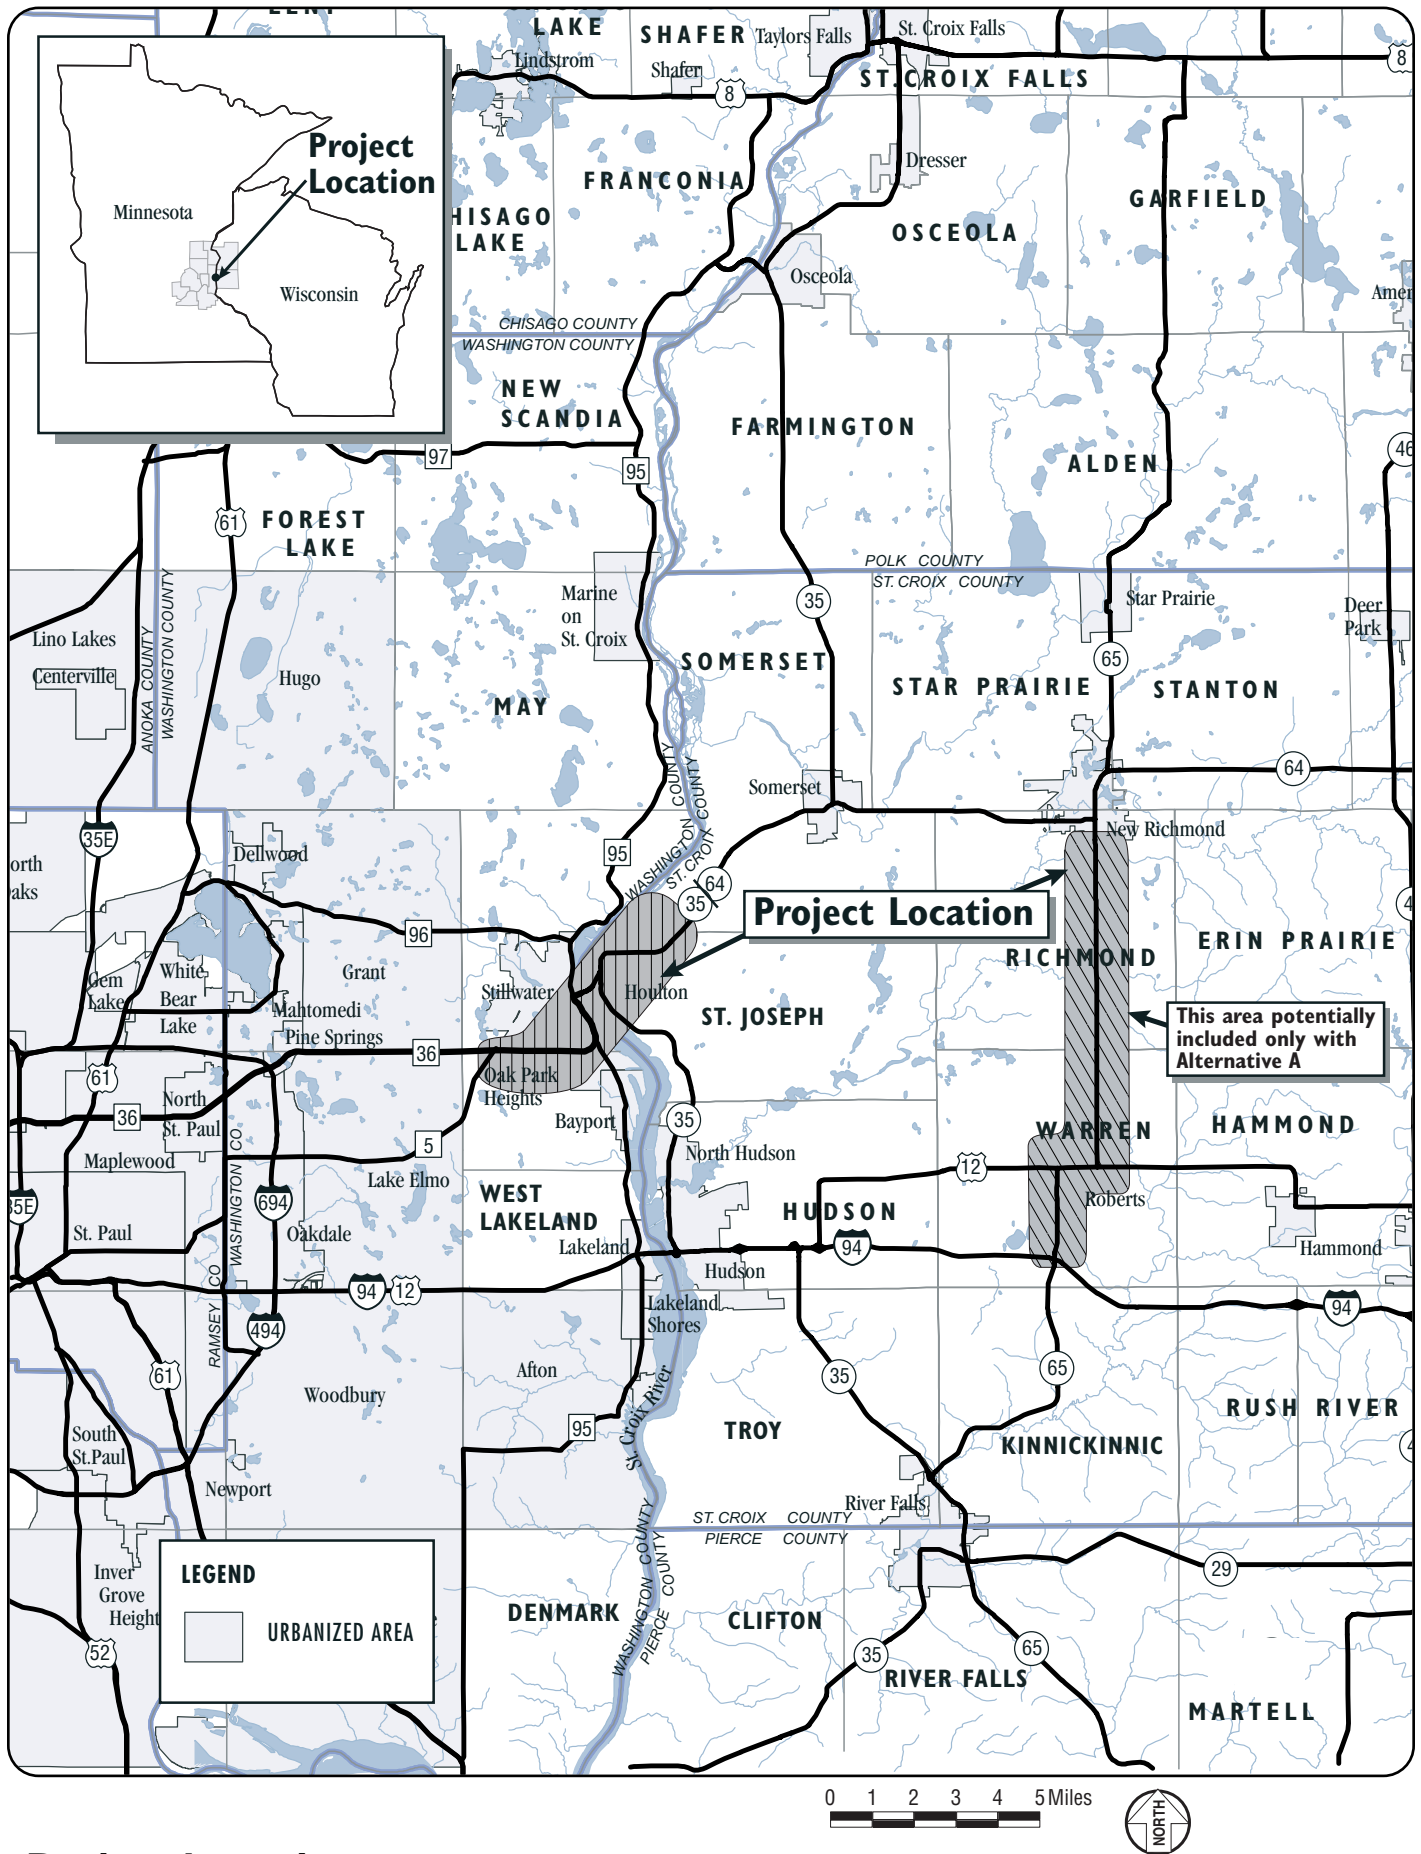 LAKE
SHAFER
Taylors Falls
St. Croix Falls
Lindstrom
Shafer
8
ST. CROIX FALLS
8
Project
Location
Minnesota
Wisconsin
Dresser
FRANCONIA
GARFIELD
HISAGO
LAKE
OSCEOLA
Osceola
Amer
CHISAGO COUNTY
WASHINGTON COUNTY
NEW
SCANDIA
FARMINGTON
ALDEN
97
95
46
61
FOREST
LAKE
POLK COUNTY
ST. CROIX COUNTY
Marine
on
St. Croix
35
Star Prairie
Deer
Park
Lino Lakes
Centerville
ANOKA COUNTY
WASHINGTON COUNTY
Hugo
MAY
SOMERSET
65
STAR PRAIRIE
STANTON
WASHINGTON COUNTY
ST. CROIX COUNTY
Somerset
64
35E
New Richmond
orth
aks
Dellwood
95
64
35
Project Location
96
ERIN PRAIRIE
RICHMOND
4
Gem
Lake
White
Bear
Lake
Grant
Stillwater
Houlton
Mahtomedi
Pine Springs
ST. JOSEPH
This area potentially
included only with
Alternative A
36
61
Oak Park
Heights
North
St. Paul
36
Bayport
35
WARREN
HAMMOND
5
Maplewood
North Hudson
12
Lake Elmo
WEST
LAKELAND
Roberts
35E
694
St. Paul
WASHINGTON CO
Oakdale
HUDSON
Lakeland
94
Hammond
Hudson
94
12
Lakeland
Shores
94
RAMSEY CO
494
61
Afton
35
65
Woodbury
St. Croix River
RUSH RIVER
95
TROY
KINNICKINNIC
4
South
St.Paul
Newport
River Falls
ST. CROIX COUNTY
PIERCE COUNTY
LEGEND
URBANIZED AREA
Inver
Grove
Height
29
WASHINGTON COUNTY
PIERCE COUNTY
DENMARK
CLIFTON
52
35
65
RIVER FALLS
MARTELL
0 1 2 3 4 5 Miles
NORTH